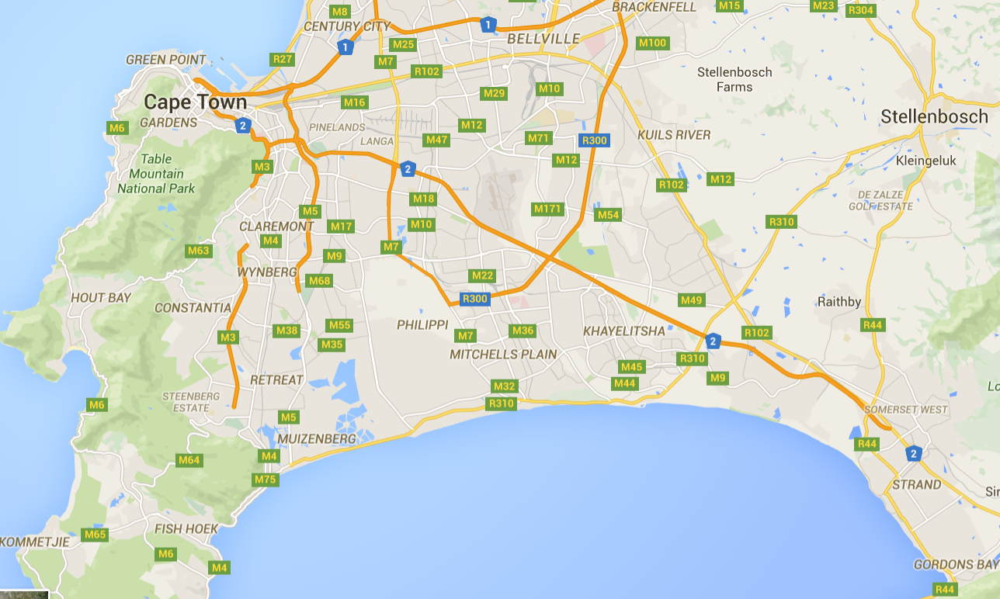 BRACKENFELL
M15
M23
R304
M8
CENTURY CITY
1
1
M25
BELLVILLE
M100
GREEN POINT
R27
M7
R102
Stellenbosch
Farms
M29
M10
Cape Town
M16
Stellenbosch
GARDENS
M6
2
PINELANDS
M12
LANGA
M47
M71
R300
KUILS RIVER
Table
Mountain
National Park
M3
2
M12
Kleingeluk
M12
R102
M18
DE ZALZE
GOLF ESTATE
M5
M171
M54
CLAREMONT
M17
M10
R310
M4
M63
M7
M9
WYNBERG
M68
M22
HOUT BAY
R300
M49
Raithby
CONSTANTIA
PHILIPPI
M55
M38
M3
M35
M7
M36
KHAYELITSHA
R102
R44
2
MITCHELLS PLAIN
R310
M45
M44
M9
RETREAT
M32
STEENBERG
ESTATE
M6
R310
SOMERSET WEST
M5
MUIZENBERG
R44
M64
M4
2
M75
STRAND
FISH HOEK
M65
KOMMETJIE
M6
M4
GORDONS BAY
R44